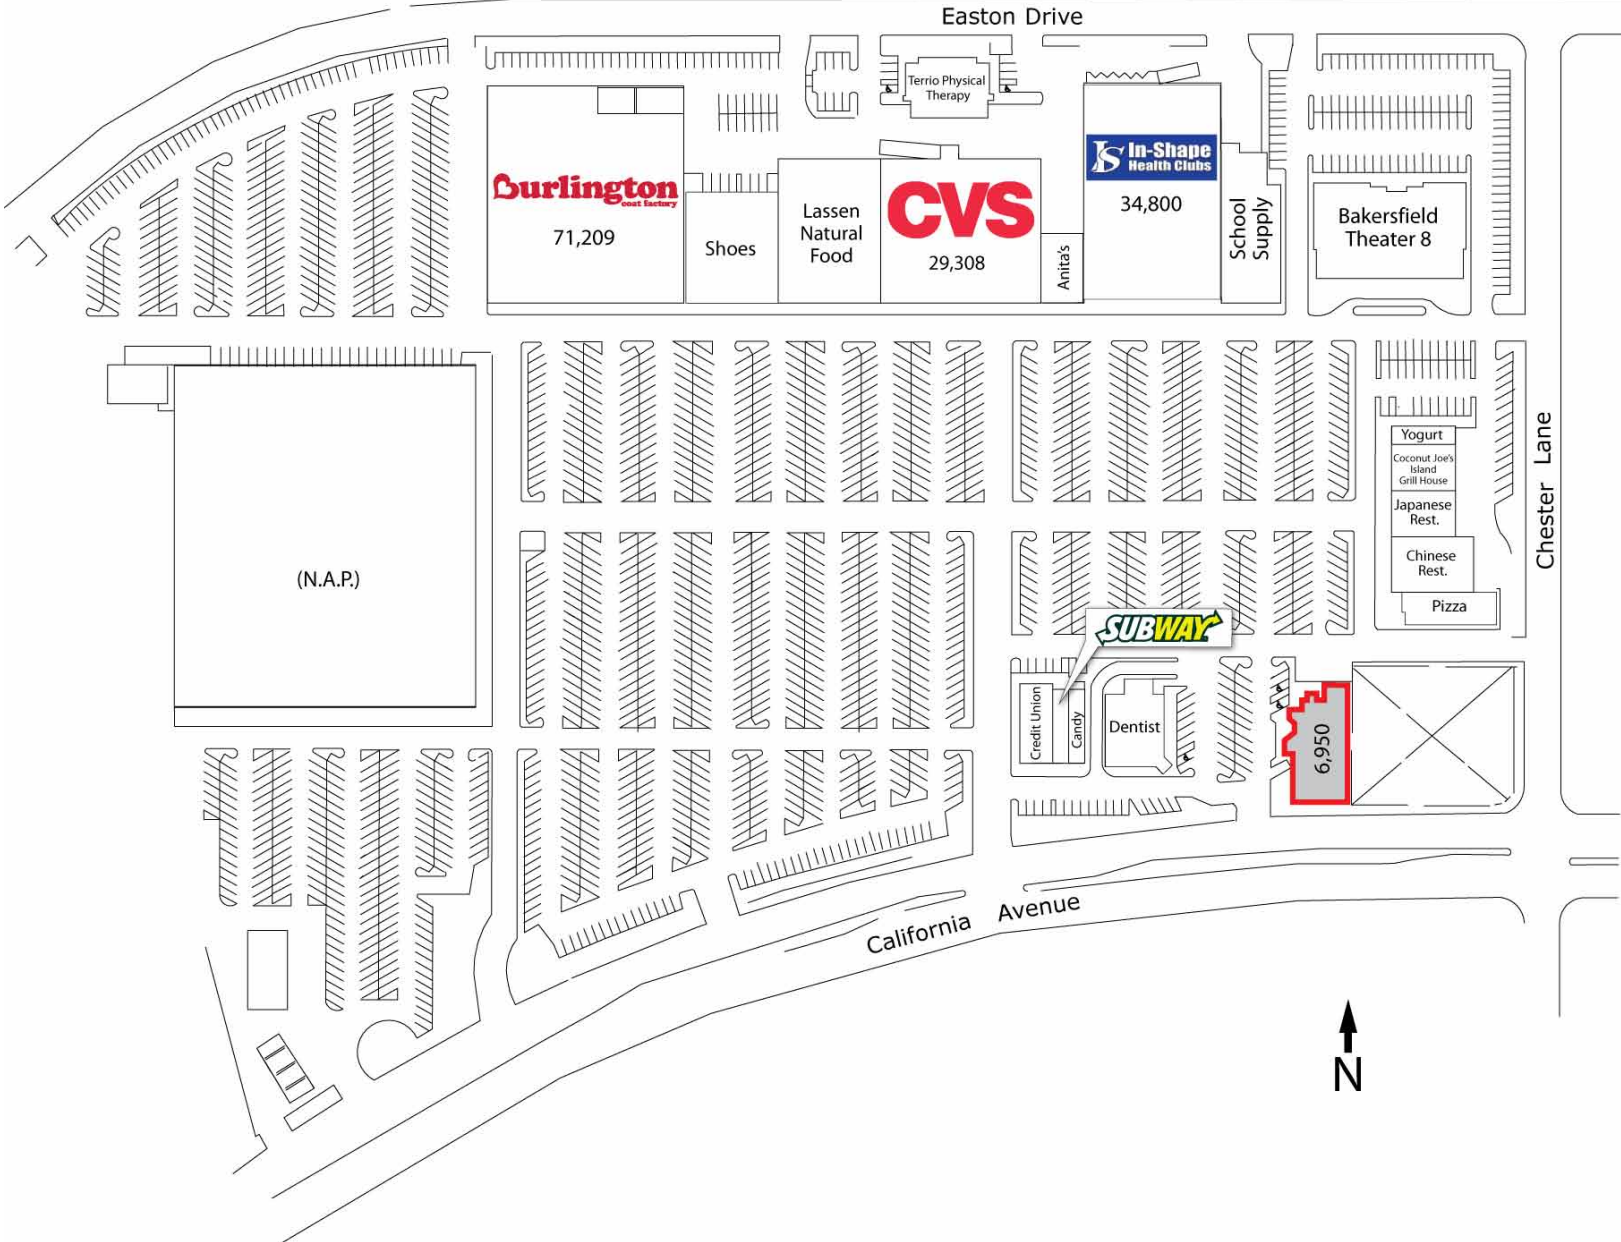 Easton Drive
Terrio Physical
Therapy
Burlington
coat factory
71,209
Shoes
Lassen
Natural
Food
CVS
29,308
Anita's
IS In-Shape
Health Clubs
34,800
School
Supply
Bakersfield
Theater 8
(N.A.P.)
Yogurt
Coconut Joe's
Island
Grill House
Japanese
Rest.
Chinese
Rest.
Pizza
Chester Lane
SUBWAY
Credit Union
Candy
Dentist
6,950
California Avenue
N